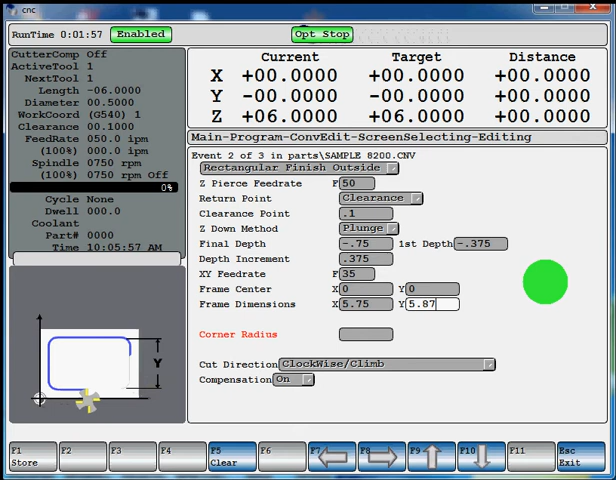 cnc
RunTime 0:01:57 Enabled Opt Stop
CutterComp Off
ActiveTool 1
NextTool 1
Length -06.0000
Diameter 00.5000
WorkCoord (G540) 1
Clearance 00.1000
FeedRate 050.0 ipm
(100%) 000.0 ipm
Spindle 0750 rpm
(100%) 0750 rpm Off
0%
Cycle None
Dwell 000.0
Coolant
Part# 0000
Time 10:05:57 AM
Current Target Distance
X +00.0000 +00.0000 +00.0000
Y -00.0000 -00.0000 +00.0000
Z +06.0000 +06.0000 +00.0000
Main-Program-ConvEdit-ScreenSelecting-Editing
Event 2 of 3 in parts\SAMPLE 8200.CNV
Rectangular Finish Outside
Z Pierce Feedrate F 50
Return Point Clearance
Clearance Point .1
Z Down Method Plunge
Final Depth -.75 1st Depth -.375
Depth Increment .375
XY Feedrate F 35
Frame Center X 0 Y 0
Frame Dimensions X 5.75 Y 5.87
Corner Radius
Cut Direction ClockWise/Climb
Compensation On
Y
F1 Store
F2
F3
F4
F5 Clear
F6
F7
F8
F9
F10
F11
Esc Exit